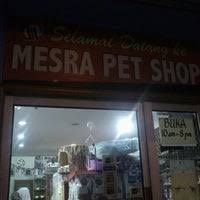 Selamat Datang ke
MESRA PET SHOP
BUKA
10am-8pm